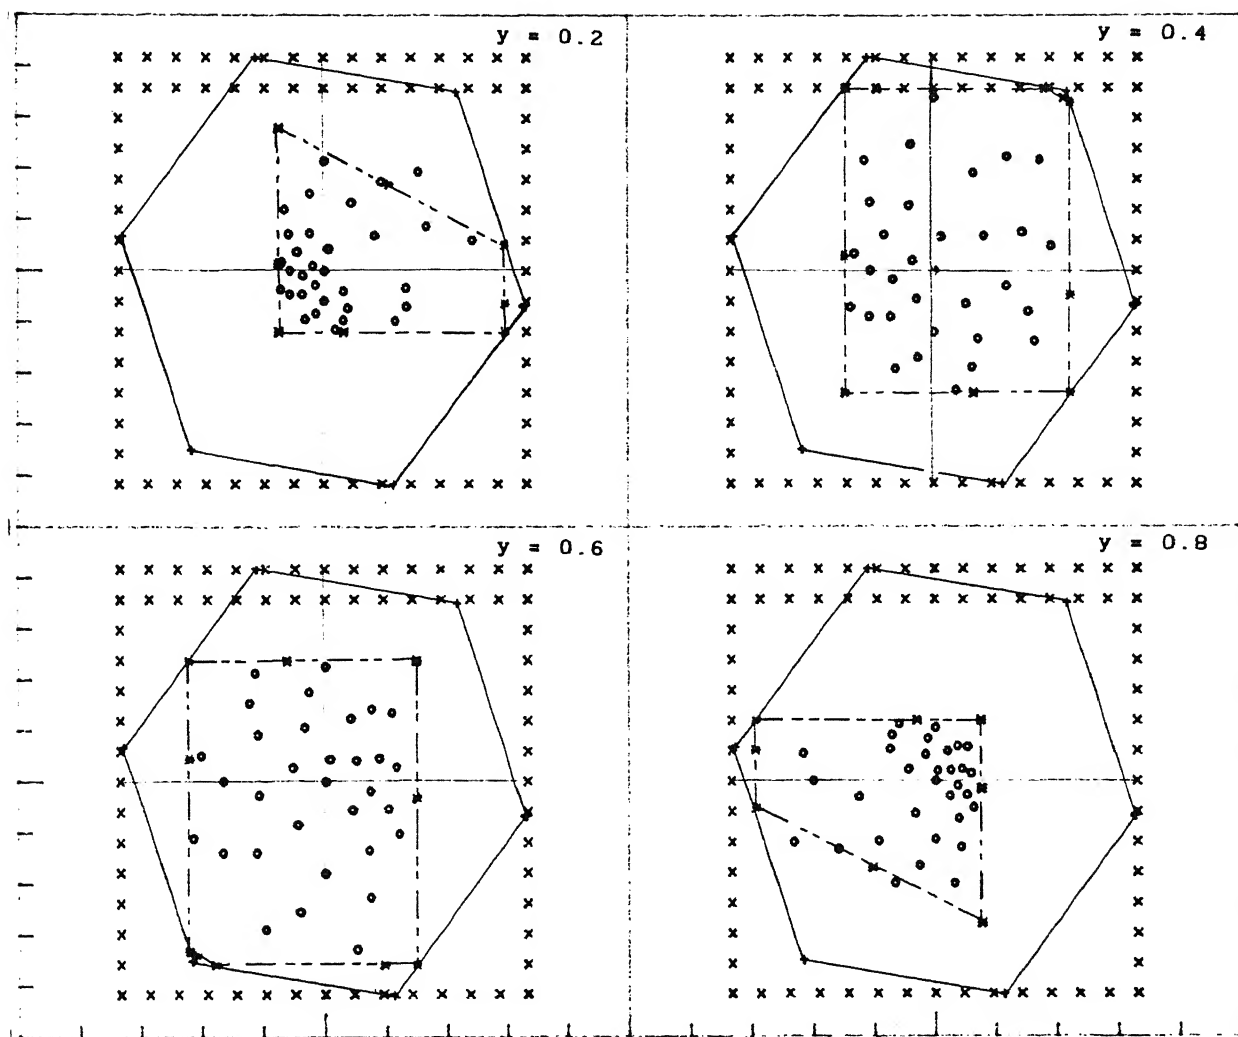 y = 0.2
y = 0.4
y = 0.6
y = 0.8